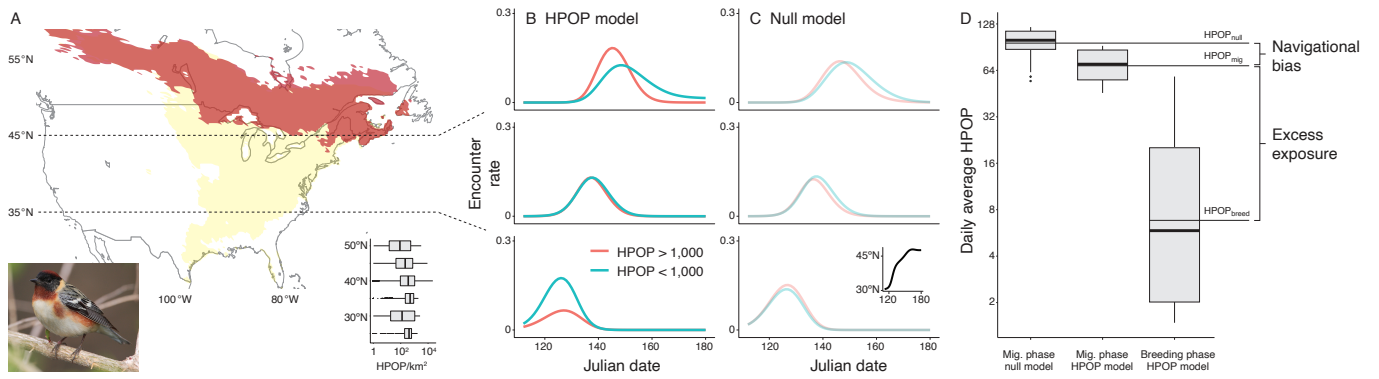 A
55°N
45°N
35°N
100°W
80°W
50°N
40°N
30°N
1
10²
10⁴
HPOP/km²
B HPOP model
C Null model
0.3
0
0.3
0
0.3
0
0.3
0
0.3
0
0.3
0
Encounter
rate
HPOP > 1,000
HPOP < 1,000
45°N
30°N
120
180
120
140
160
180
120
140
160
180
Julian date
Julian date
D
Daily average HPOP
128
64
32
16
8
4
2
HPOPnull
HPOPmig
HPOPbreed
Navigational
bias
Excess
exposure
Mig. phase
null model
Mig. phase
HPOP model
Breeding phase
HPOP model